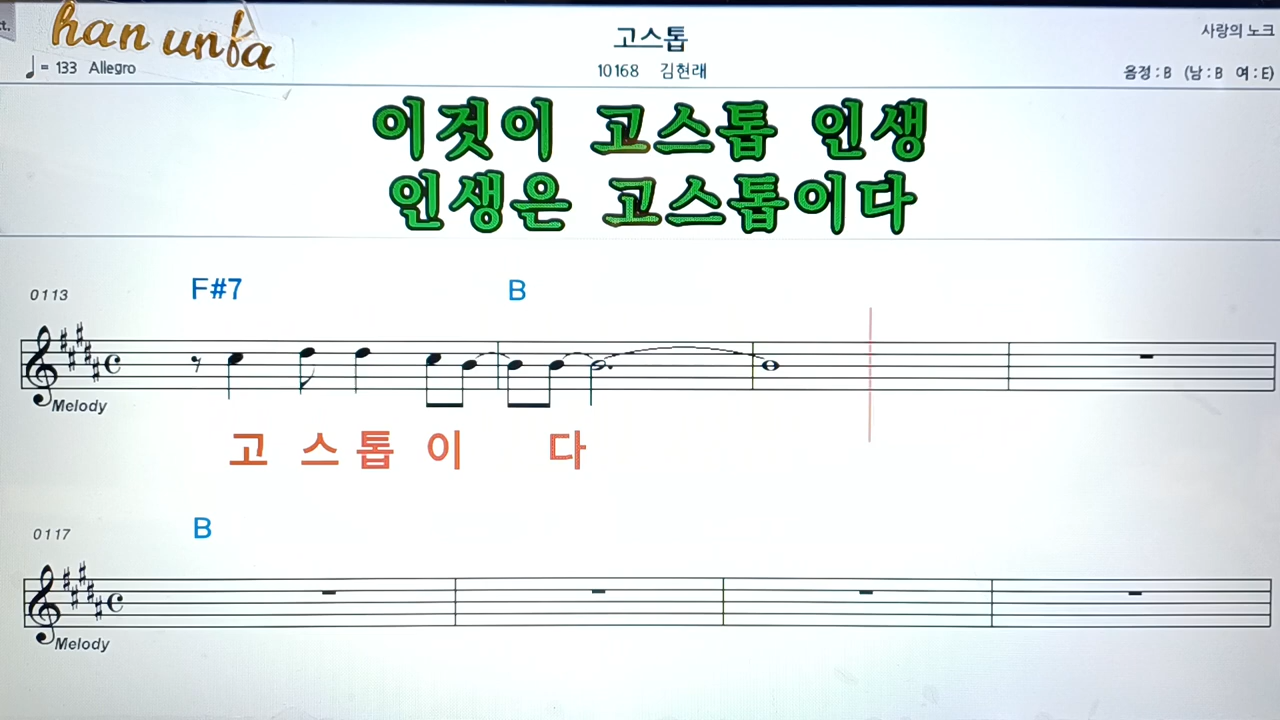 han unfa
고스톱
사랑의 노크
♩= 133 Allegro
10168 김현래
음정 : B (남 : B 여 : E)
이것이 고스톱 인생
인생은 고스톱이다
0113
F#7 B
Melody
고 스 톱 이 다
0117
B
Melody